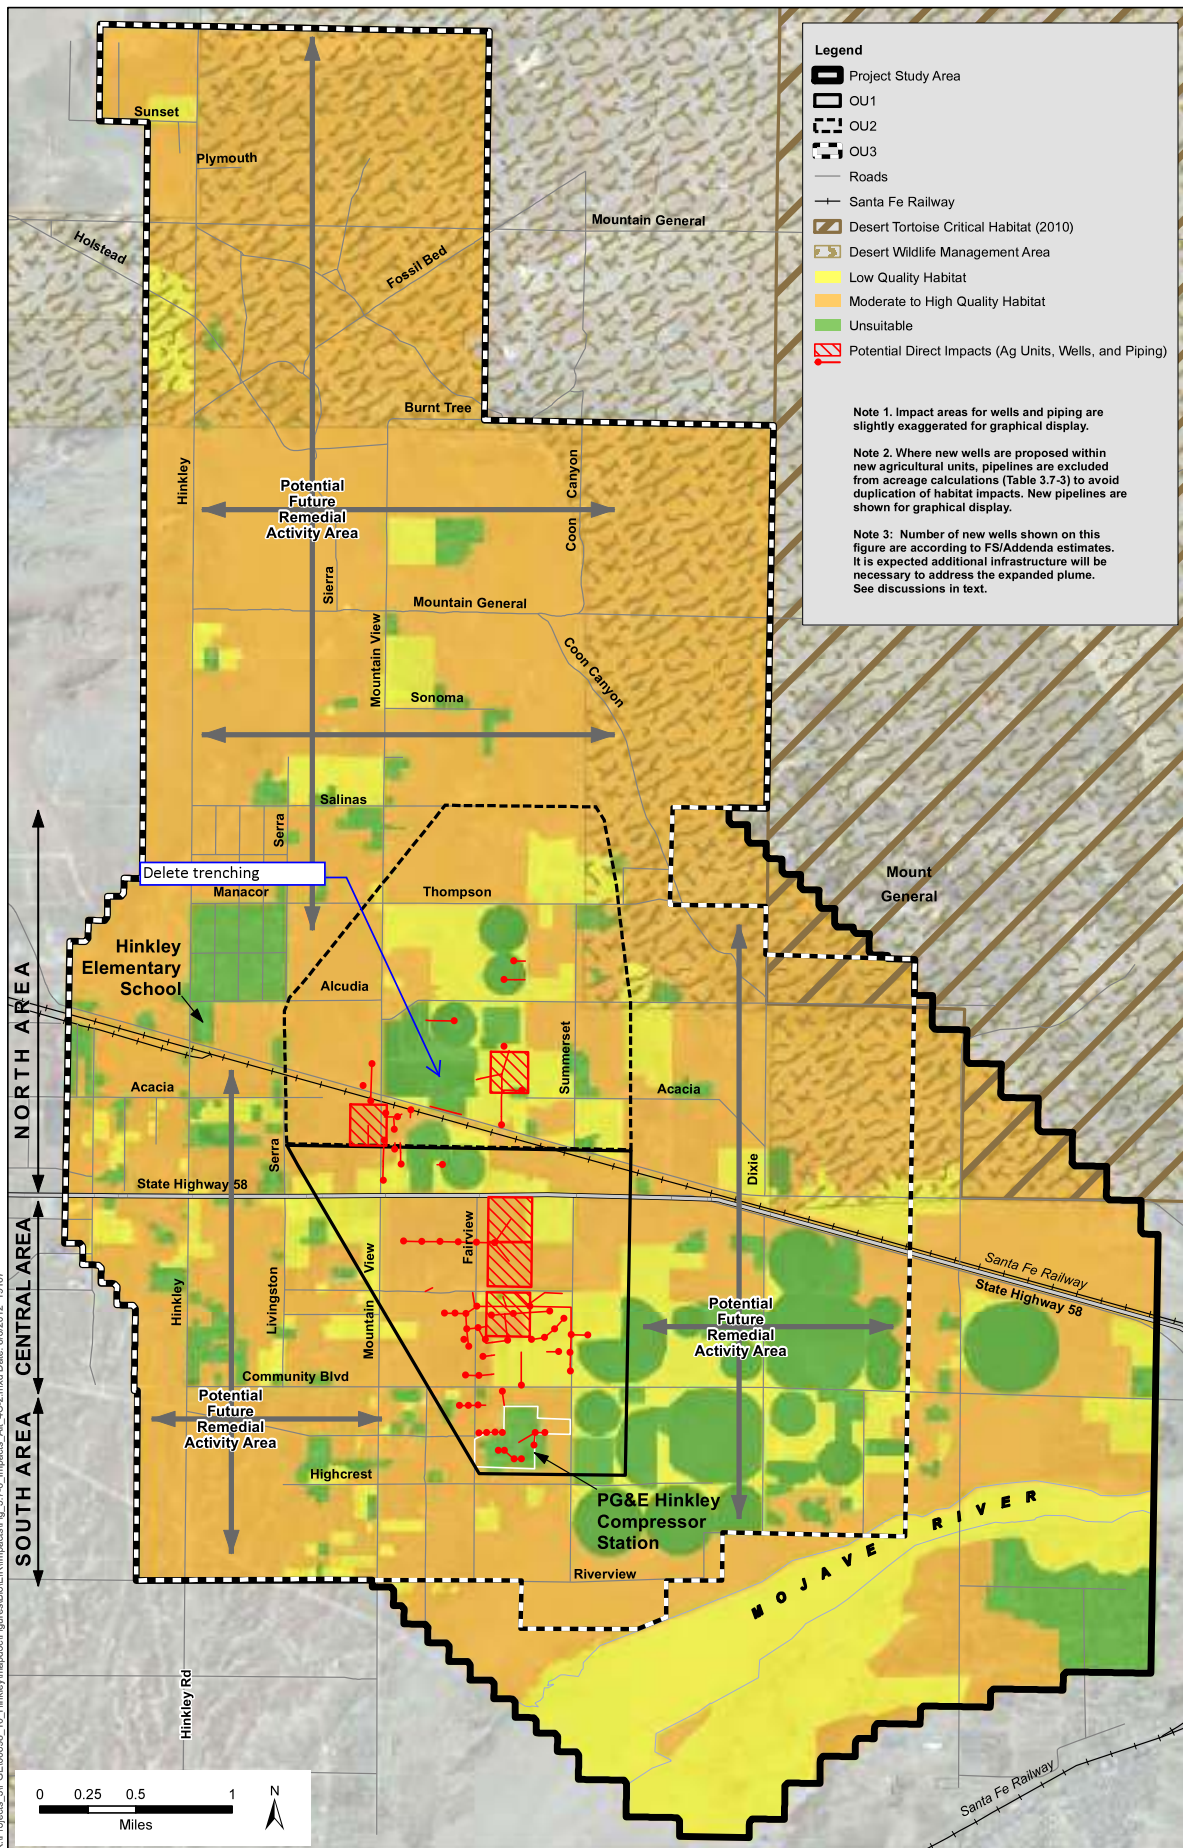 Legend
Project Study Area
OU1
OU2
OU3
Roads
Santa Fe Railway
Desert Tortoise Critical Habitat (2010)
Desert Wildlife Management Area
Low Quality Habitat
Moderate to High Quality Habitat
Unsuitable
Potential Direct Impacts (Ag Units, Wells, and Piping)
Note 1. Impact areas for wells and piping are
slightly exaggerated for graphical display.
Note 2. Where new wells are proposed within
new agricultural units, pipelines are excluded
from acreage calculations (Table 3.7-3) to avoid
duplication of habitat impacts. New pipelines are
shown for graphical display.
Note 3: Number of new wells shown on this
figure are according to FS/Addenda estimates.
It is expected additional infrastructure will be
necessary to address the expanded plume.
See discussions in text.
Sunset
Plymouth
Holstead
Mountain General
Fossil Bed
Burnt Tree
Hinkley
Potential
Future
Remedial
Activity Area
Coon Canyon
Sierra
Mountain General
Mountain View
Coon Canyon
Sonoma
Salinas
Serra
Delete trenching
Manacor
Thompson
Mount
General
Hinkley
Elementary
School
Alcudia
NORTH AREA
Summerset
Acacia
Acacia
Serra
Dixie
State Highway 58
CENTRAL AREA
Fairview
Mountain View
Livingston
Hinkley
Santa Fe Railway
State Highway 58
Potential
Future
Remedial
Activity Area
Community Blvd
Potential
Future
Remedial
Activity Area
SOUTH AREA
Highcrest
PG&E Hinkley
Compressor
Station
MOJAVE RIVER
Riverview
Hinkley Rd
Santa Fe Railway
0 0.25 0.5 1
Miles
N